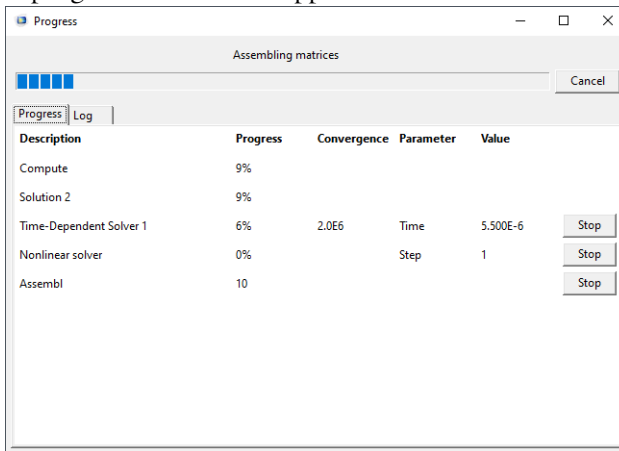 Progress
Assembling matrices
Cancel
Progress Log
Description Progress Convergence Parameter Value
Compute 9%
Solution 2 9%
Time-Dependent Solver 1 6% 2.0E6 Time 5.500E-6 Stop
Nonlinear solver 0% Step 1 Stop
Assembl 10 Stop